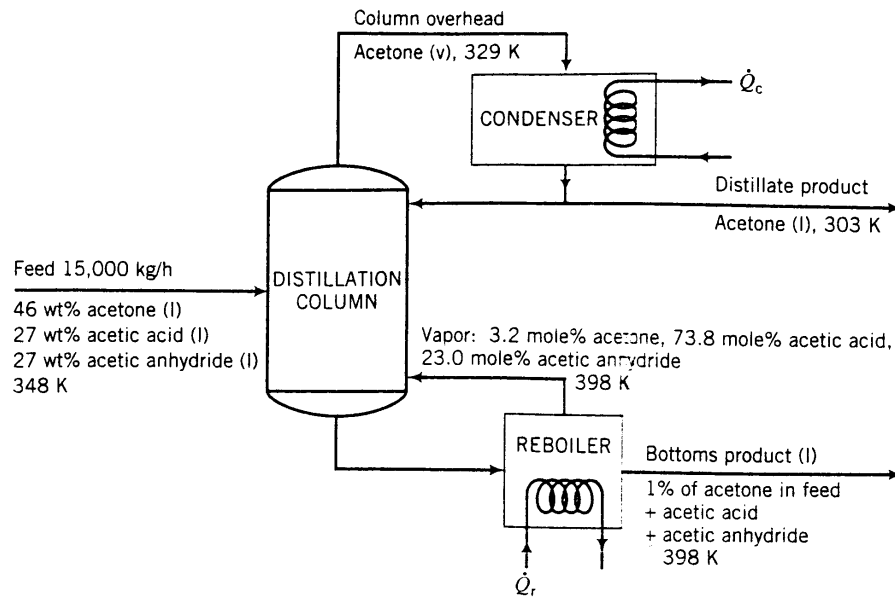 Column overhead
Acetone (v), 329 K
CONDENSER
Q̇c
Distillate product
Acetone (l), 303 K
Feed 15,000 kg/h
46 wt% acetone (l)
27 wt% acetic acid (l)
27 wt% acetic anhydride (l)
348 K
DISTILLATION
COLUMN
Vapor: 3.2 mole% acetone, 73.8 mole% acetic acid,
23.0 mole% acetic anhydride
398 K
REBOILER
Bottoms product (l)
1% of acetone in feed
+ acetic acid
+ acetic anhydride
398 K
Q̇r